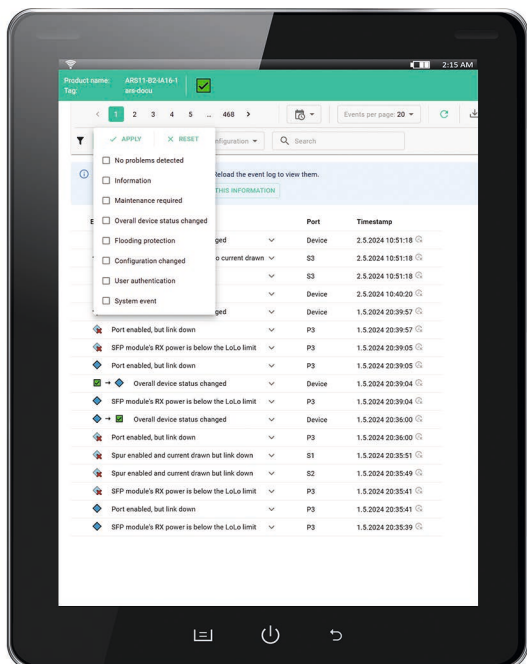 2:15 AM
Product name: ARS11-B2-IA16-1
Tag: ara-docu
1 2 3 4 5 … 468
Events per page: 20
APPLY RESET
nfiguration Search
No problems detected
Information
Maintenance required
Overall device status changed
Flooding protection
Configuration changed
User authentication
System event
Reload the event log to view them.
THIS INFORMATION
E Port Timestamp
ged Device 2.5.2024 10:51:18
o current drawn S3 2.5.2024 10:51:18
S3 2.5.2024 10:51:18
Device 2.5.2024 10:40:20
ged Device 1.5.2024 20:39:57
Port enabled, but link down P3 1.5.2024 20:39:57
SFP module's RX power is below the LoLo limit P3 1.5.2024 20:39:05
Port enabled, but link down P3 1.5.2024 20:39:05
Overall device status changed Device 1.5.2024 20:39:04
SFP module's RX power is below the LoLo limit P3 1.5.2024 20:39:04
Overall device status changed Device 1.5.2024 20:36:00
Port enabled, but link down P3 1.5.2024 20:36:00
Spur enabled and current drawn but link down S1 1.5.2024 20:35:51
Spur enabled and current drawn but link down S2 1.5.2024 20:35:49
SFP module's RX power is below the LoLo limit P3 1.5.2024 20:35:41
Port enabled, but link down P3 1.5.2024 20:35:41
SFP module's RX power is below the LoLo limit P3 1.5.2024 20:35:39